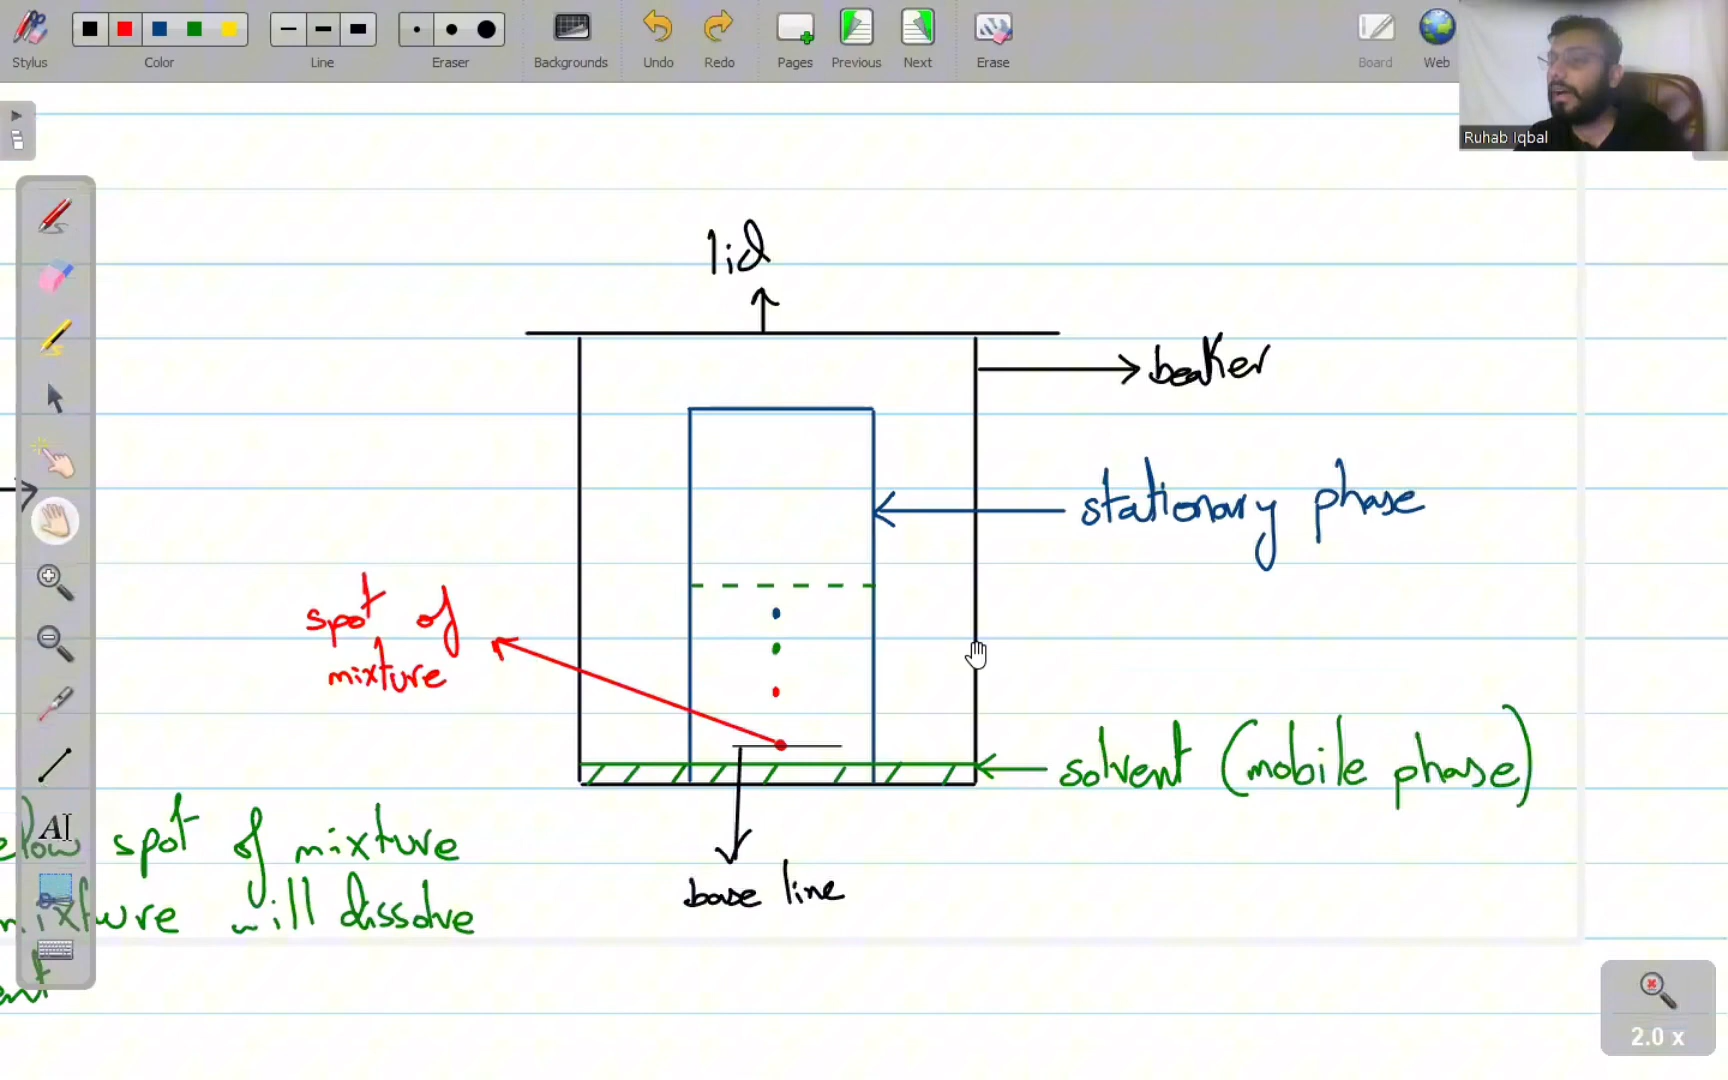 Stylus
Color
Line
Eraser
Backgrounds
Undo
Redo
Pages
Previous
Next
Erase
Board
Web
Ruhab Iqbal
lid
beaker
stationary phase
spot of
mixture
solvent (mobile phase)
base line
spot of mixture
will dissolve
2.0 x